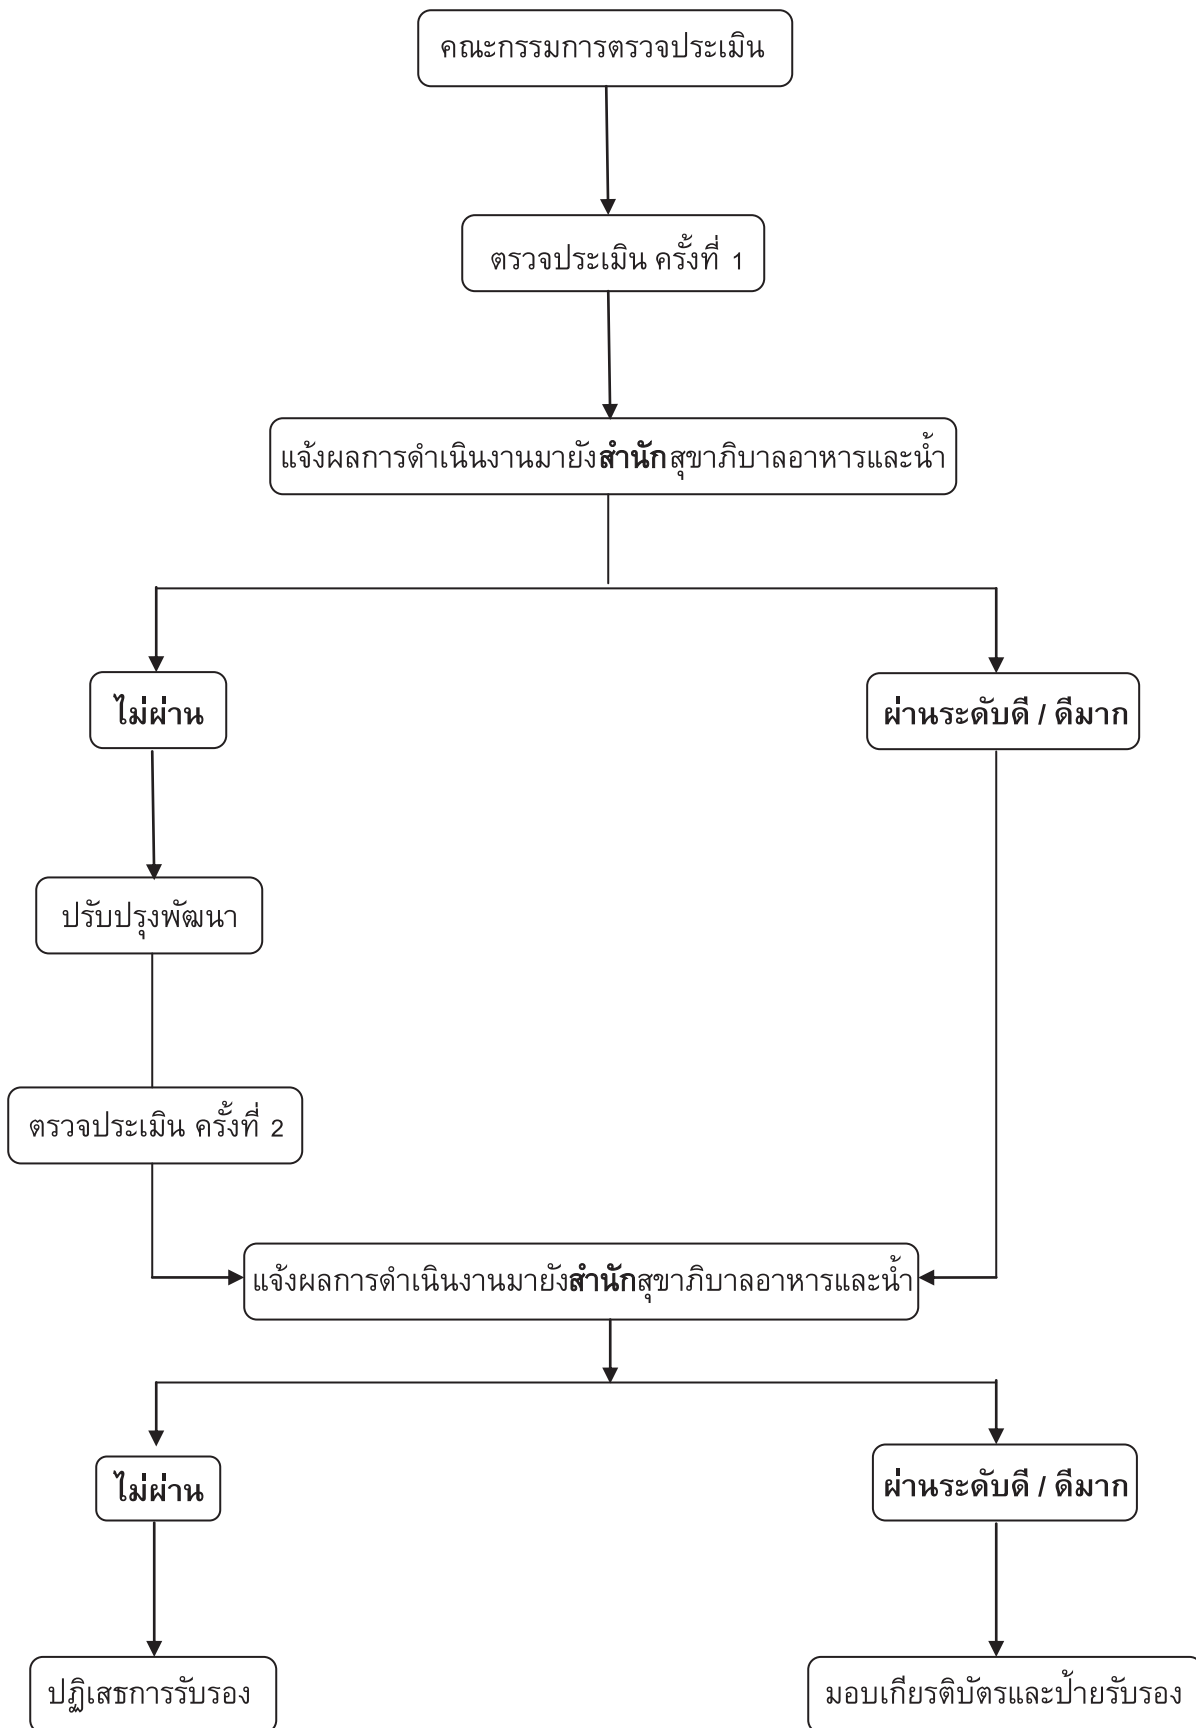 คณะกรรมการตรวจประเมิน
ตรวจประเมิน ครั้งที่ 1
แจ้งผลการดำเนินงานมายังสำนักสุขาภิบาลอาหารและน้ำ
ไม่ผ่าน
ผ่านระดับดี / ดีมาก
ปรับปรุงพัฒนา
ตรวจประเมิน ครั้งที่ 2
แจ้งผลการดำเนินงานมายังสำนักสุขาภิบาลอาหารและน้ำ
ไม่ผ่าน
ผ่านระดับดี / ดีมาก
ปฏิเสธการรับรอง
มอบเกียรติบัตรและป้ายรับรอง